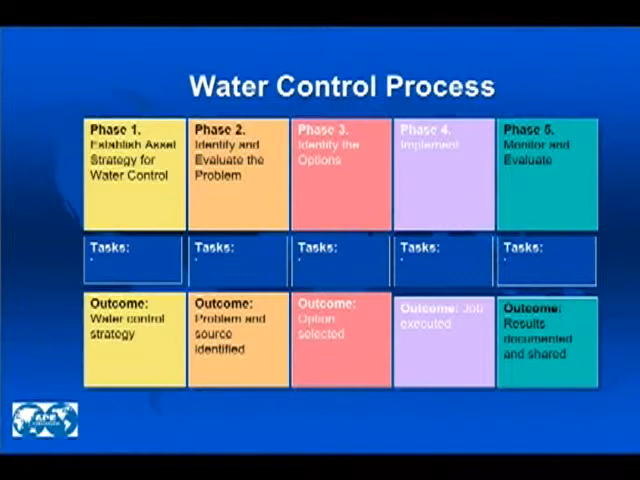 Water Control Process
Phase 1.
Establish Asset
Strategy for
Water Control
Phase 2.
Identify and
Evaluate the
Problem
Phase 3.
Identify the
Options
Phase 4.
Implement
Phase 5.
Monitor and
Evaluate
Tasks:
Tasks:
Tasks:
Tasks:
Tasks:
Outcome:
Water control
strategy
Outcome:
Problem and
source
identified
Outcome:
Option
selected
Outcome: Job
executed
Outcome:
Results
documented
and shared